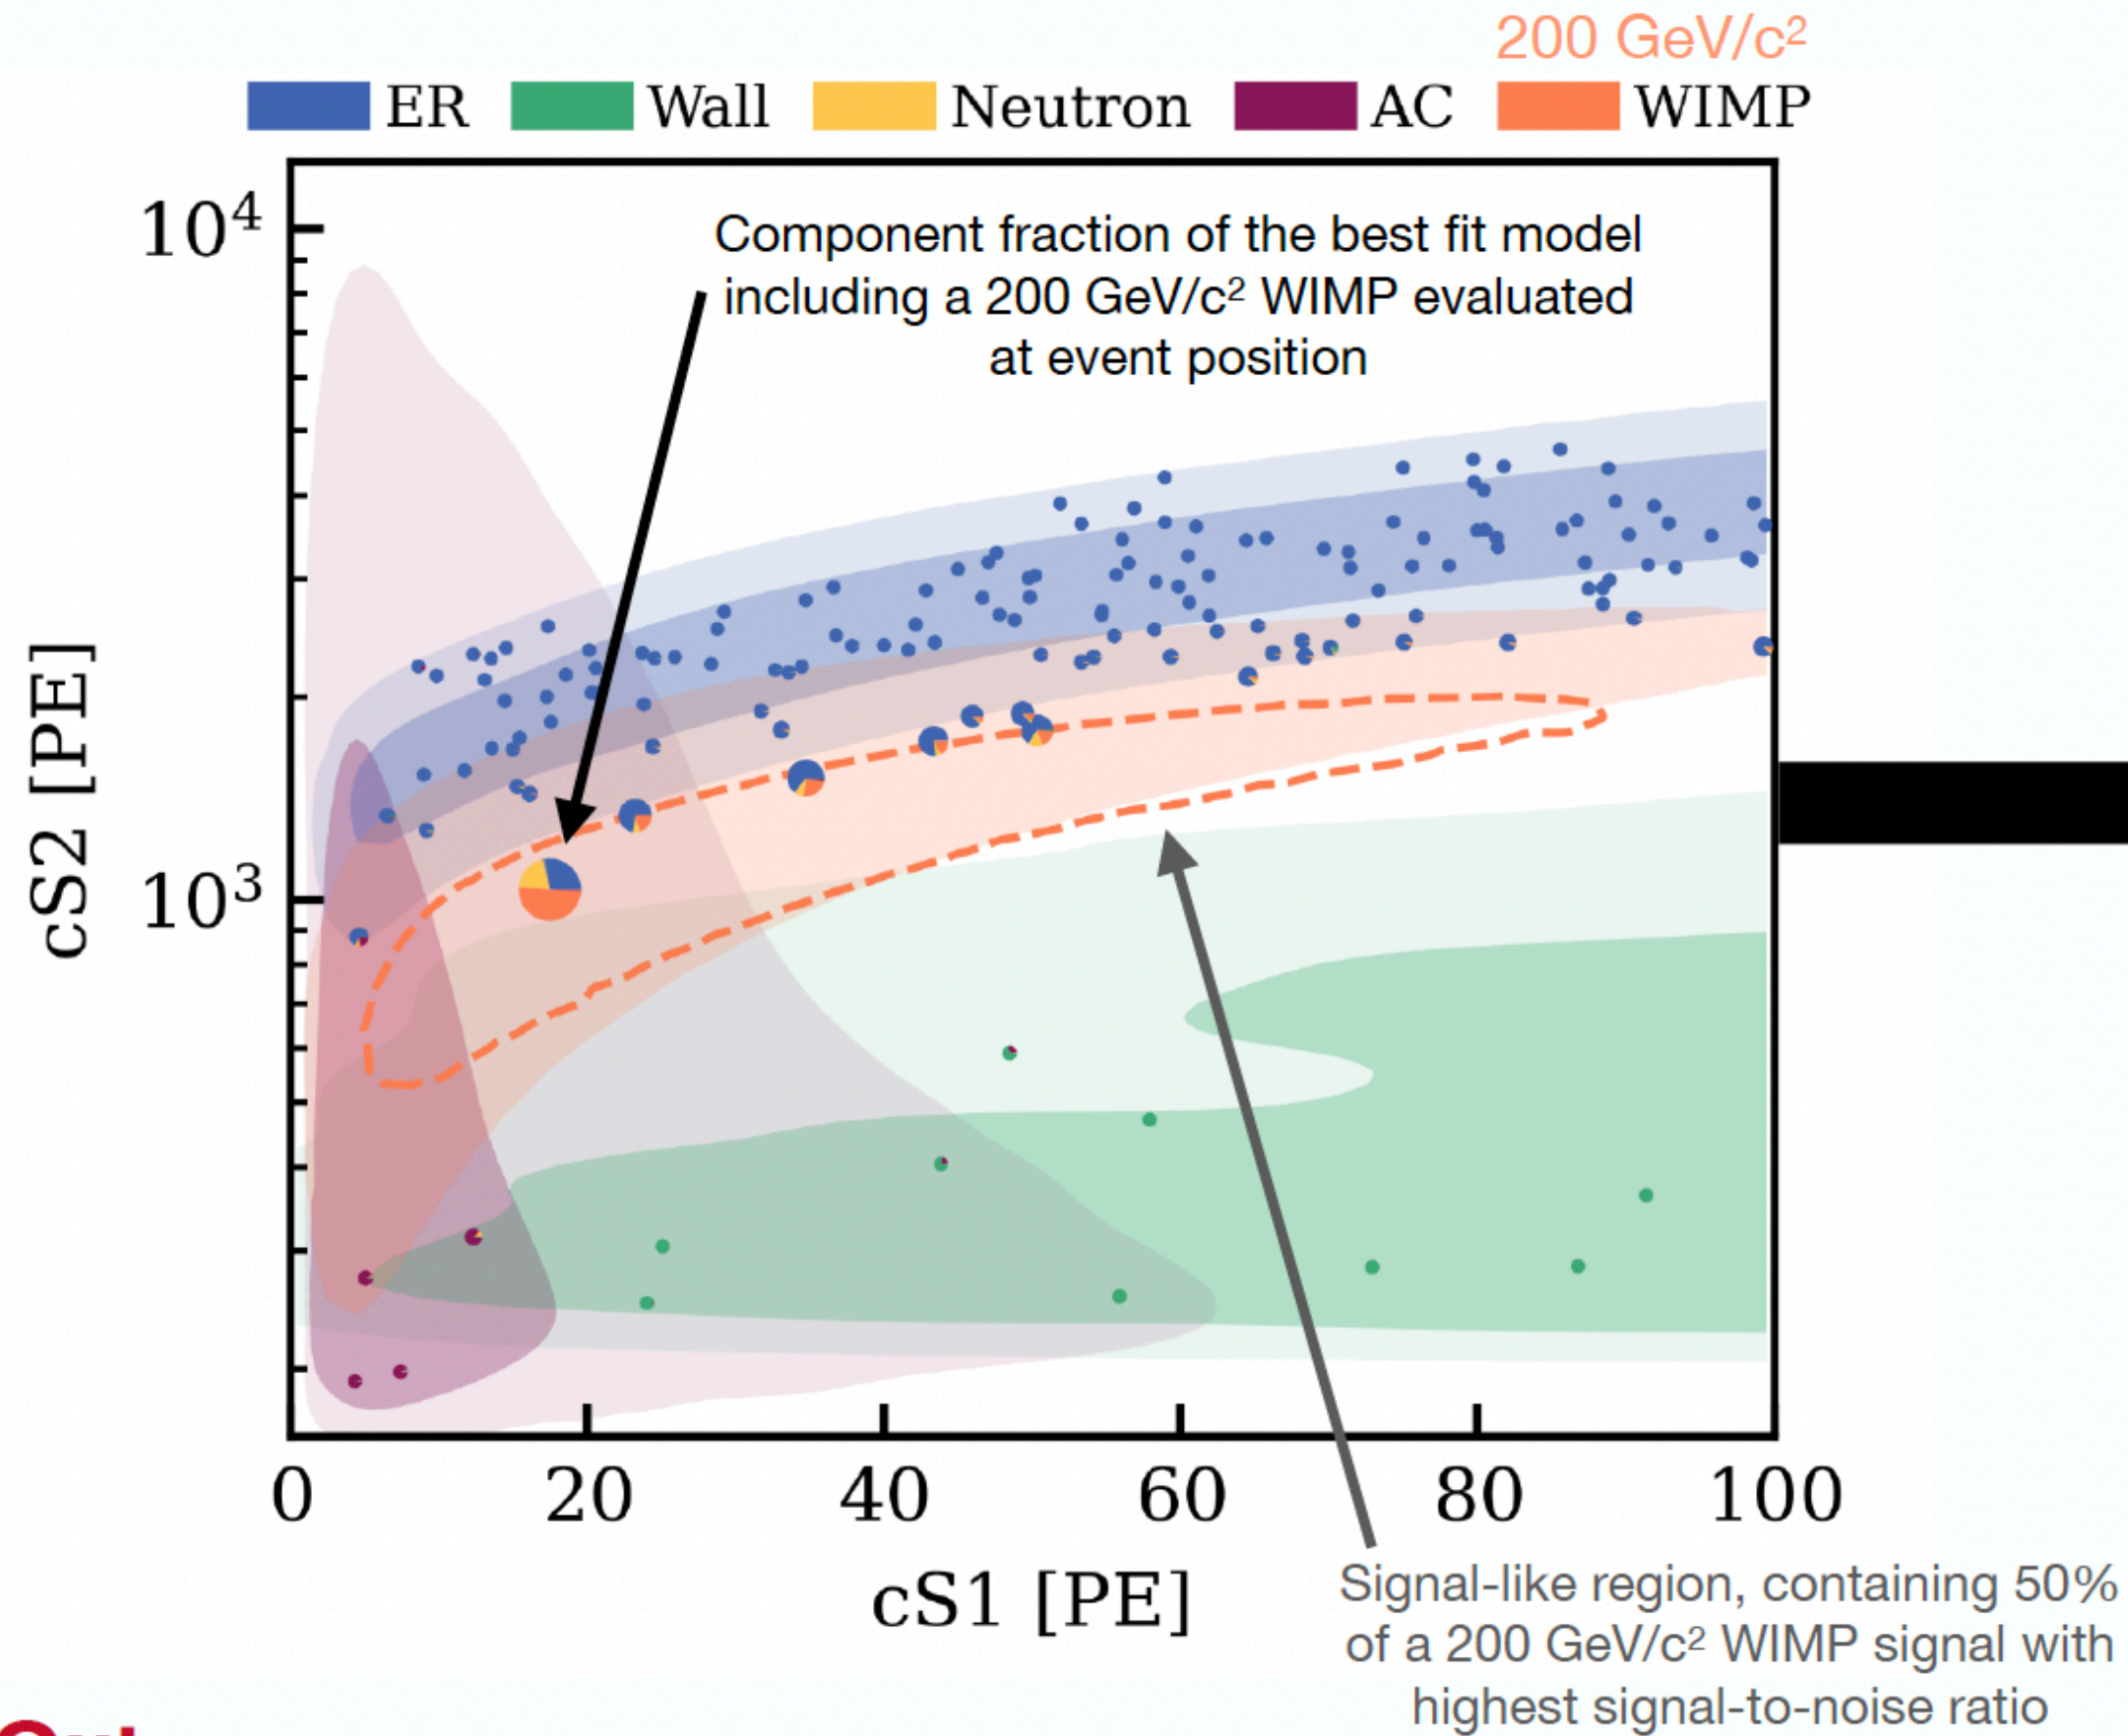 200 GeV/c²
ER Wall Neutron AC WIMP
10⁴
Component fraction of the best fit model
including a 200 GeV/c² WIMP evaluated
at event position
cS2 [PE]
10³
0 20 40 60 80 100
cS1 [PE]
Signal-like region, containing 50%
of a 200 GeV/c² WIMP signal with
highest signal-to-noise ratio